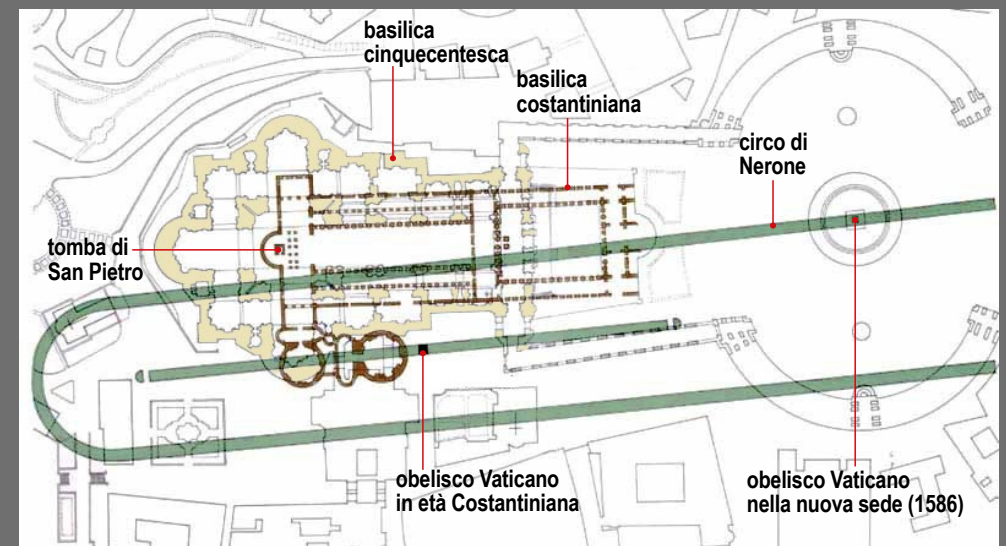 basilica
cinquecentesca
basilica
costantiniana
circo di
Nerone
tomba di
San Pietro
obelisco Vaticano
in età Costantiniana
obelisco Vaticano
nella nuova sede (1586)